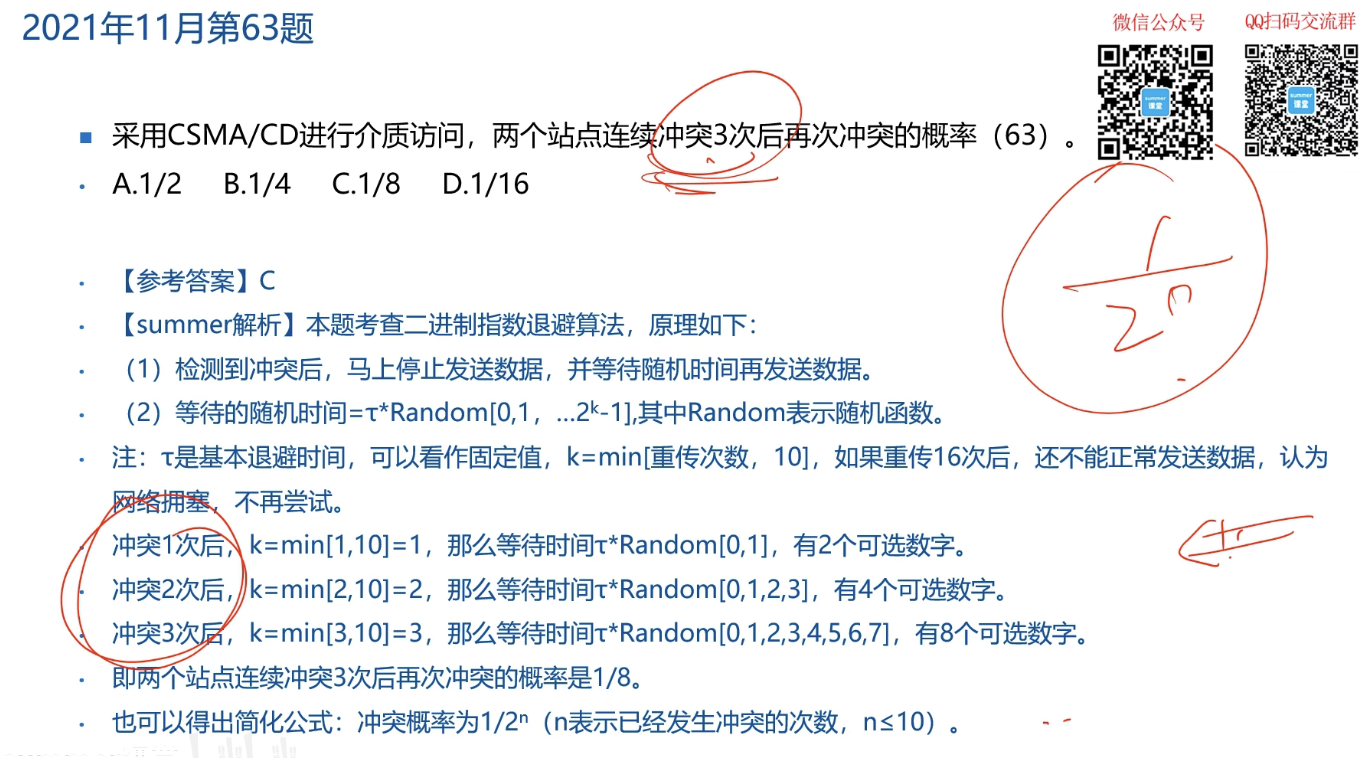 2021年11月第63题
微信公众号
QQ扫码交流群
summer
课堂
summer
课堂
■ 采用CSMA/CD进行介质访问，两个站点连续冲突3次后再次冲突的概率（63）。
· A.1/2 B.1/4 C.1/8 D.1/16
1
2ⁿ
· 【参考答案】C
· 【summer解析】本题考查二进制指数退避算法，原理如下：
· （1）检测到冲突后，马上停止发送数据，并等待随机时间再发送数据。
· （2）等待的随机时间=τ*Random[0,1，…2ᵏ-1],其中Random表示随机函数。
· 注：τ是基本退避时间，可以看作固定值，k=min[重传次数，10]，如果重传16次后，还不能正常发送数据，认为
网络拥塞，不再尝试。
· 冲突1次后，k=min[1,10]=1，那么等待时间τ*Random[0,1]，有2个可选数字。
· 冲突2次后，k=min[2,10]=2，那么等待时间τ*Random[0,1,2,3]，有4个可选数字。
· 冲突3次后，k=min[3,10]=3，那么等待时间τ*Random[0,1,2,3,4,5,6,7]，有8个可选数字。
· 即两个站点连续冲突3次后再次冲突的概率是1/8。
· 也可以得出简化公式：冲突概率为1/2ⁿ（n表示已经发生冲突的次数，n≤10）。